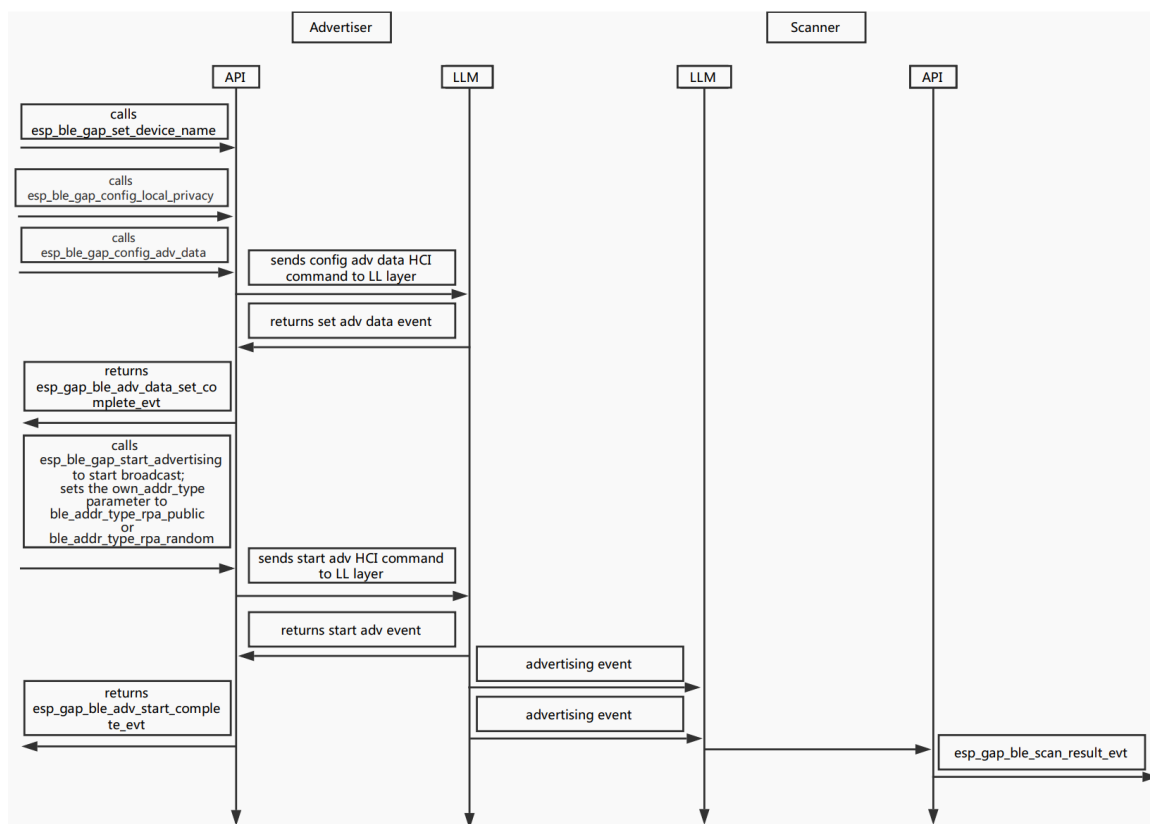 Advertiser
Scanner
API
LLM
LLM
API
calls
esp_ble_gap_set_device_name
calls
esp_ble_gap_config_local_privacy
calls
esp_ble_gap_config_adv_data
sends config adv data HCI
command to LL layer
returns set adv data event
returns
esp_gap_ble_adv_data_set_co
mplete_evt
calls
esp_ble_gap_start_advertising
to start broadcast;
sets the own_addr_type
parameter to
ble_addr_type_rpa_public
or
ble_addr_type_rpa_random
sends start adv HCI command
to LL layer
returns start adv event
advertising event
returns
esp_gap_ble_adv_start_comple
te_evt
advertising event
esp_gap_ble_scan_result_evt